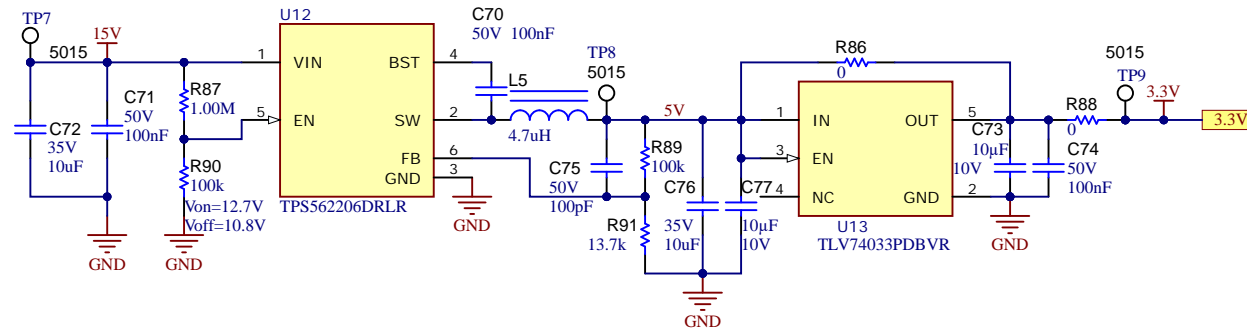 TP7
5015
15V
C72
35V
10uF
C71
50V
100nF
R87
1.00M
R90
100k
Von=12.7V
Voff=10.8V
GND
GND
U12
1
VIN
5
EN
BST
4
SW
2
FB
6
GND
3
TPS562206DRLR
GND
C70
50V 100nF
L5
4.7uH
TP8
5015
5V
C75
50V
100pF
R89
100k
R91
13.7k
C76
35V
10uF
C77
10µF
10V
GND
R86
0
1
IN
3
EN
4
NC
OUT
5
GND
2
U13
TLV74033PDBVR
C73
10µF
10V
C74
50V
100nF
GND
R88
0
5015
TP9
3.3V
3.3V